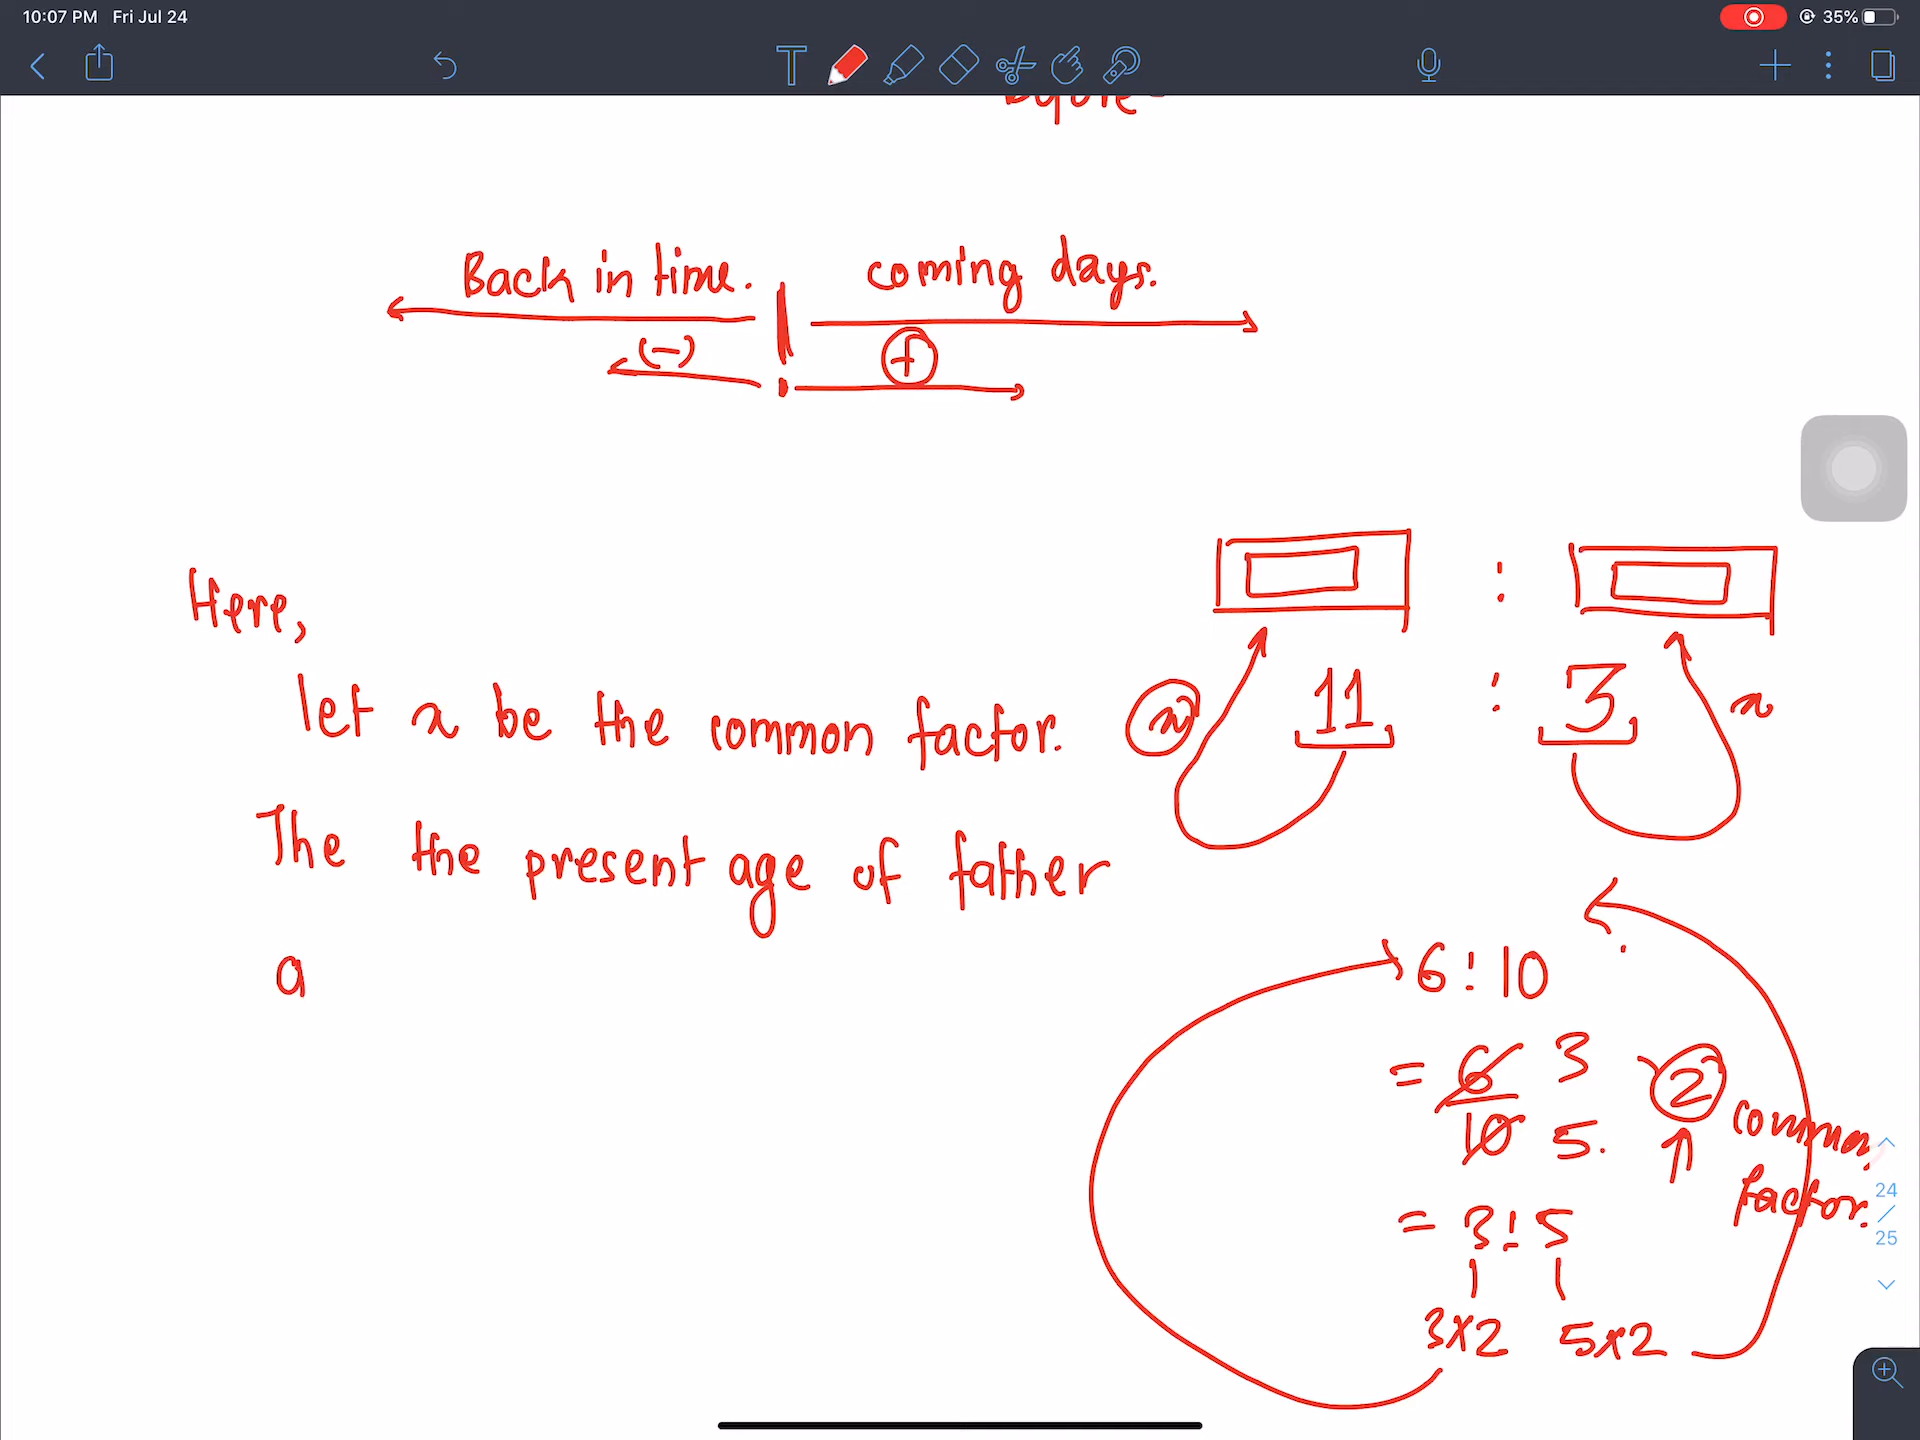 10:07 PM Fri Jul 24
35%
Back in time. coming days.
(-) +
Here,
let x be the common factor.
x 11 : 3 x
The the present age of father
a
6 : 10
= 6 3
10 5.
2 common
factor.
= 3 : 5
3x2 5x2
24
/
25